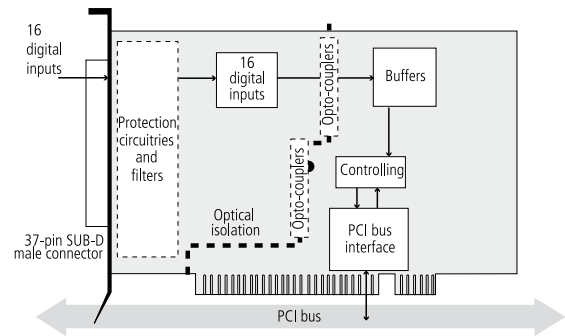 16
digital
inputs
Protection
circuitries
and
filters
16
digital
inputs
Opto-couplers
Buffers
Opto-couplers
Controlling
Optical
isolation
PCI bus
interface
37-pin SUB-D
male connector
PCI bus